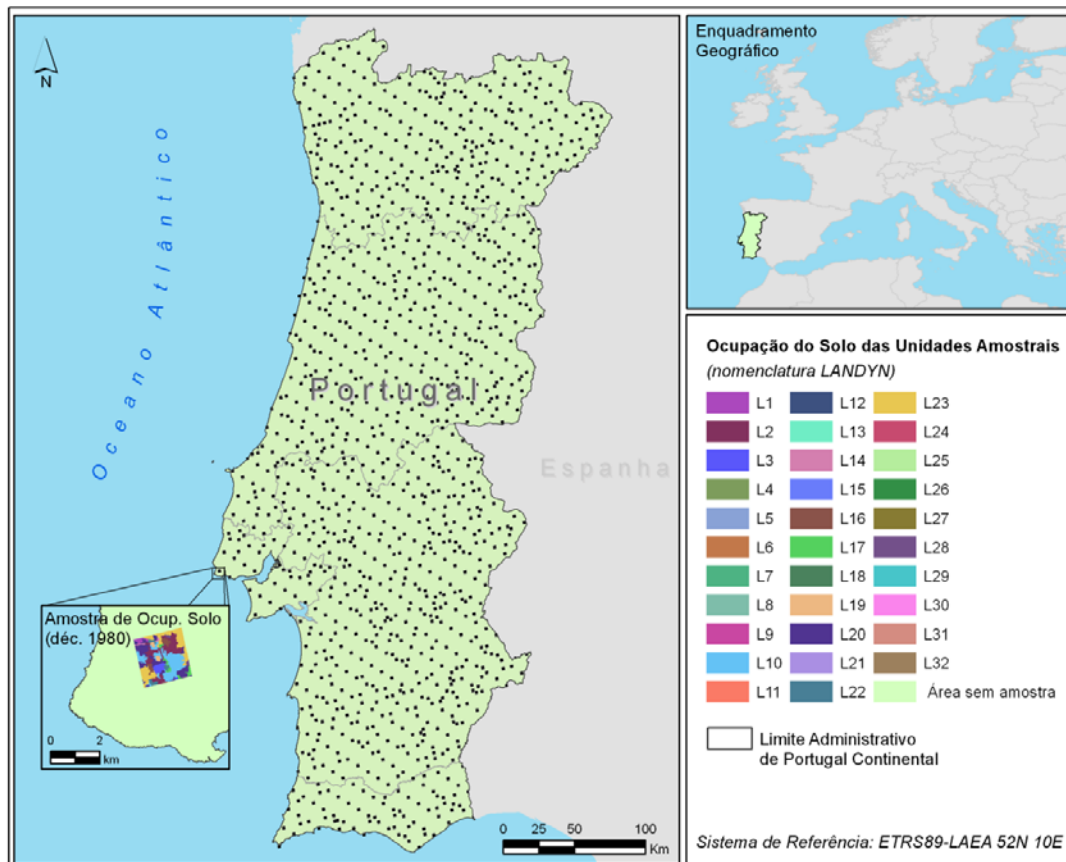 N
Oceano Atlântico
Portugal
Espanha
Amostra de Ocup. Solo
(déc. 1980)
0 2
km
0 25 50 100
Km
Enquadramento
Geográfico
Ocupação do Solo das Unidades Amostrais
(nomenclatura LANDYN)
L1 L12 L23
L2 L13 L24
L3 L14 L25
L4 L15 L26
L5 L16 L27
L6 L17 L28
L7 L18 L29
L8 L19 L30
L9 L20 L31
L10 L21 L32
L11 L22 Área sem amostra
Limite Administrativo
de Portugal Continental
Sistema de Referência: ETRS89-LAEA 52N 10E